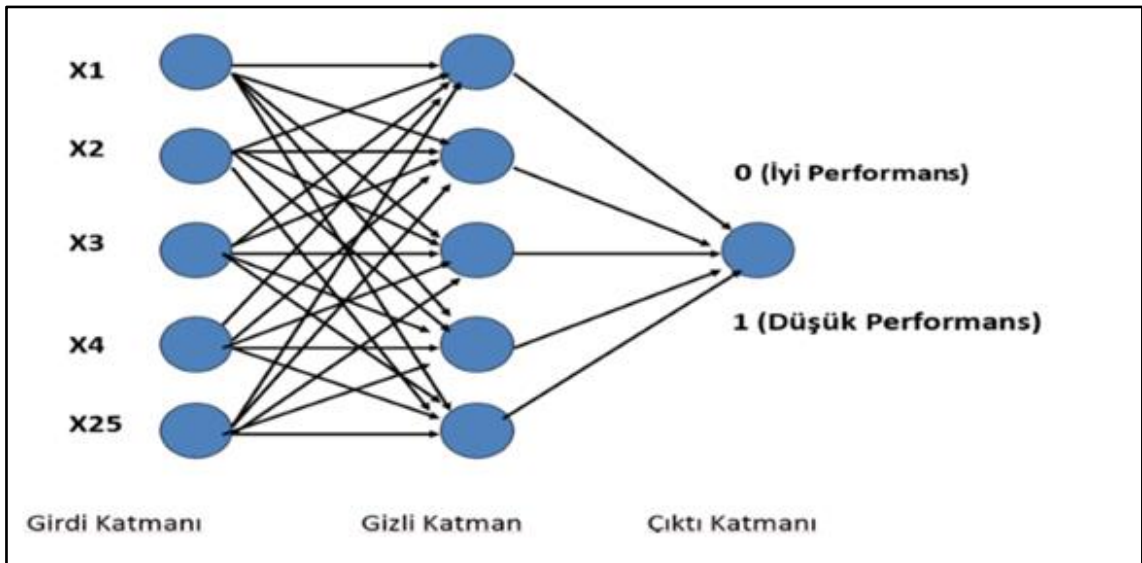 X1
X2
X3
X4
X25
0 (İyi Performans)
1 (Düşük Performans)
Girdi Katmanı
Gizli Katman
Çıktı Katmanı